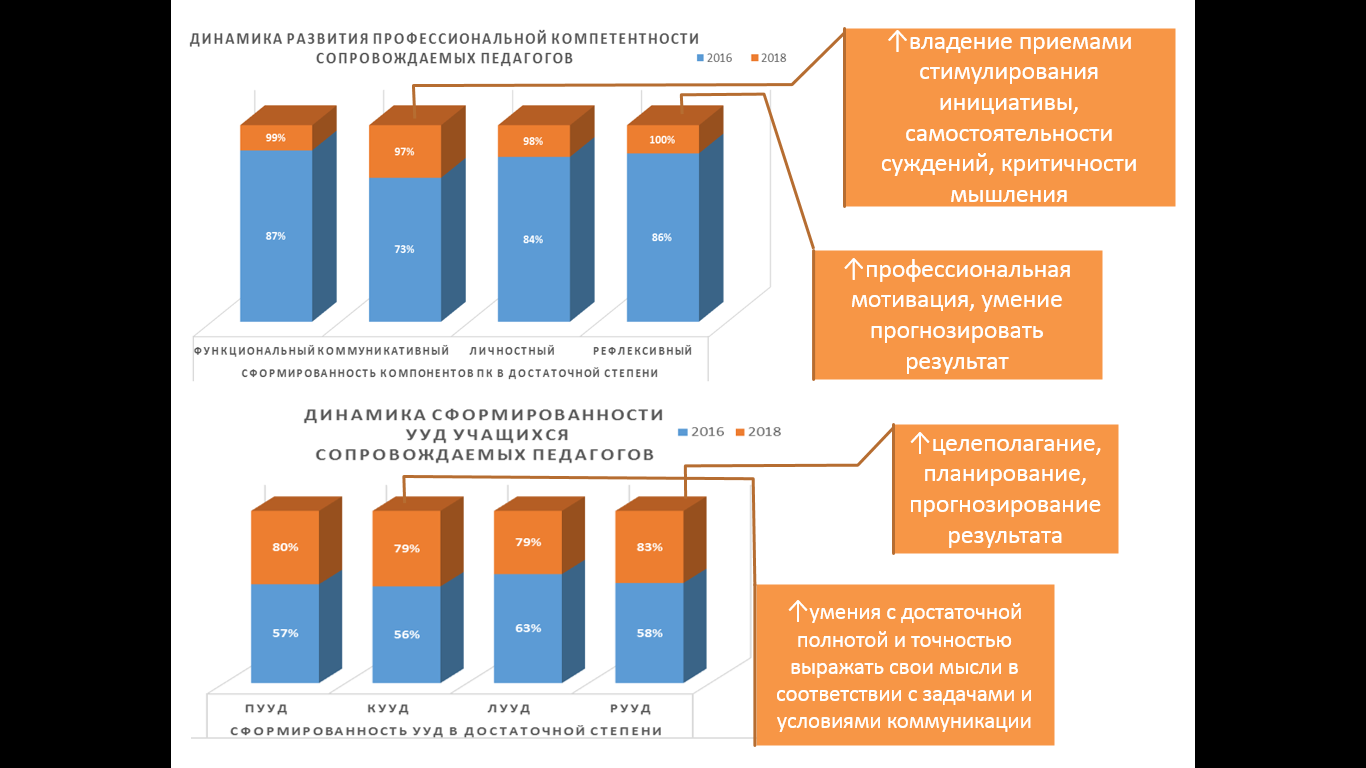 ДИНАМИКА РАЗВИТИЯ ПРОФЕССИОНАЛЬНОЙ КОМПЕТЕНТНОСТИ
СОПРОВОЖДАЕМЫХ ПЕДАГОГОВ
2016 2018
99% 97% 98% 100%
87% 73% 84% 86%
ФУНКЦИОНАЛЬНЫЙ КОММУНИКАТИВНЫЙ ЛИЧНОСТНЫЙ РЕФЛЕКСИВНЫЙ
СФОРМИРОВАННОСТЬ КОМПОНЕНТОВ ПК В ДОСТАТОЧНОЙ СТЕПЕНИ
↑владение приемами
стимулирования
инициативы,
самостоятельности
суждений, критичности
мышления
↑профессиональная
мотивация, умение
прогнозировать
результат
ДИНАМИКА СФОРМИРОВАННОСТИ
УУД УЧАЩИХСЯ
СОПРОВОЖДАЕМЫХ ПЕДАГОГОВ
2016 2018
80% 79% 79% 83%
57% 56% 63% 58%
ПУУД КУУД ЛУУД РУУД
СФОРМИРОВАННОСТЬ УУД В ДОСТАТОЧНОЙ СТЕПЕНИ
↑целеполагание,
планирование,
прогнозирование
результата
↑умения с достаточной
полнотой и точностью
выражать свои мысли в
соответствии с задачами и
условиями коммуникации